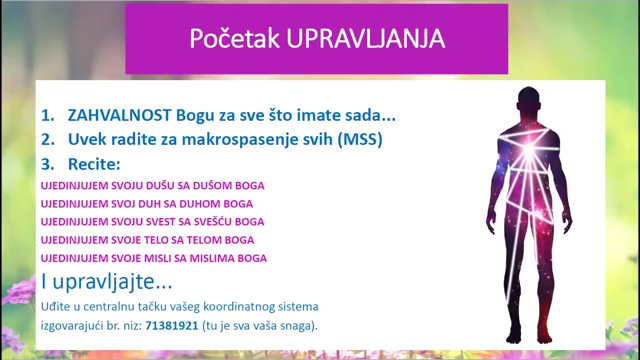 Početak UPRAVLJANJA
1. ZAHVALNOST Bogu za sve što imate sada...
2. Uvek radite za makrospasenje svih (MSS)
3. Recite:
UJEDINJUJEM SVOJU DUŠU SA DUŠOM BOGA
UJEDINJUJEM SVOJ DUH SA DUHOM BOGA
UJEDINJUJEM SVOJU SVEST SA SVEŠĆU BOGA
UJEDINJUJEM SVOJE TELO SA TELOM BOGA
UJEDINJUJEM SVOJE MISLI SA MISLIMA BOGA
I upravljajte...
Uđite u centralnu tačku vašeg koordinatnog sistema
izgovarajući br. niz: 71381921 (tu je sva vaša snaga).